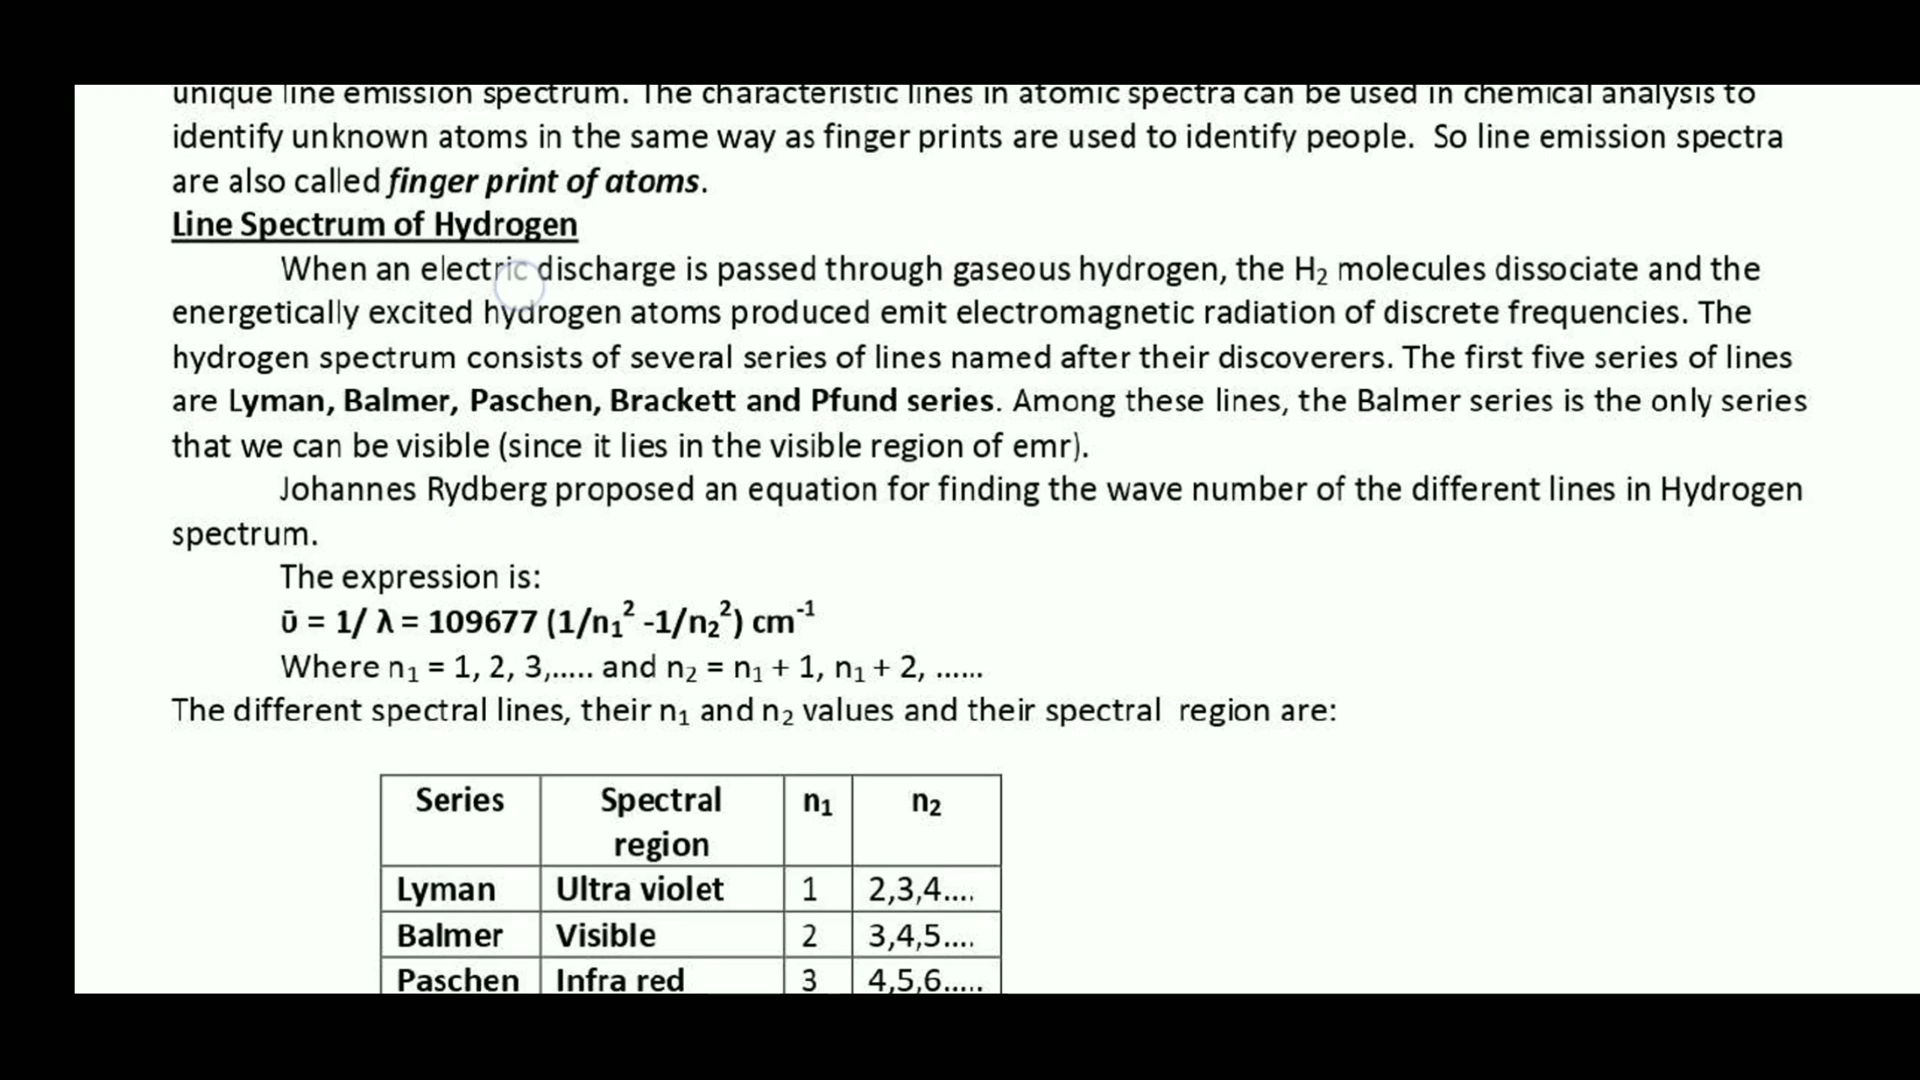 unique line emission spectrum. The characteristic lines in atomic spectra can be used in chemical analysis to
identify unknown atoms in the same way as finger prints are used to identify people. So line emission spectra
are also called finger print of atoms.
Line Spectrum of Hydrogen
When an electric discharge is passed through gaseous hydrogen, the H₂ molecules dissociate and the
energetically excited hydrogen atoms produced emit electromagnetic radiation of discrete frequencies. The
hydrogen spectrum consists of several series of lines named after their discoverers. The first five series of lines
are Lyman, Balmer, Paschen, Brackett and Pfund series. Among these lines, the Balmer series is the only series
that we can be visible (since it lies in the visible region of emr).
Johannes Rydberg proposed an equation for finding the wave number of the different lines in Hydrogen
spectrum.
The expression is:
ῡ = 1/ λ = 109677 (1/n₁² -1/n₂²) cm⁻¹
Where n₁ = 1, 2, 3,..... and n₂ = n₁ + 1, n₁ + 2, ......
The different spectral lines, their n₁ and n₂ values and their spectral region are:
Series Spectral region n₁ n₂
Lyman Ultra violet 1 2,3,4....
Balmer Visible 2 3,4,5....
Paschen Infra red 3 4,5,6.....